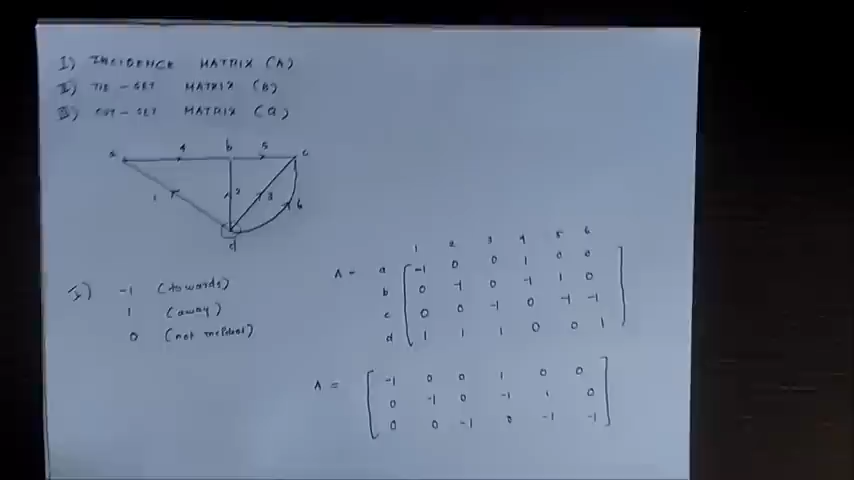 I) INCIDENCE MATRIX (A)
II) TIE-SET MATRIX (B)
III) CUT-SET MATRIX (Q)
a 4 b 5 c
1 2 3 6
d
I) -1 (towards)
1 (away)
0 (not incident)
1 2 3 4 5 6
A = a -1 0 0 1 0 0
b 0 -1 0 -1 1 0
c 0 0 -1 0 -1 -1
d 1 1 1 0 0 1
A = -1 0 0 1 0 0
0 -1 0 -1 1 0
0 0 -1 0 -1 -1